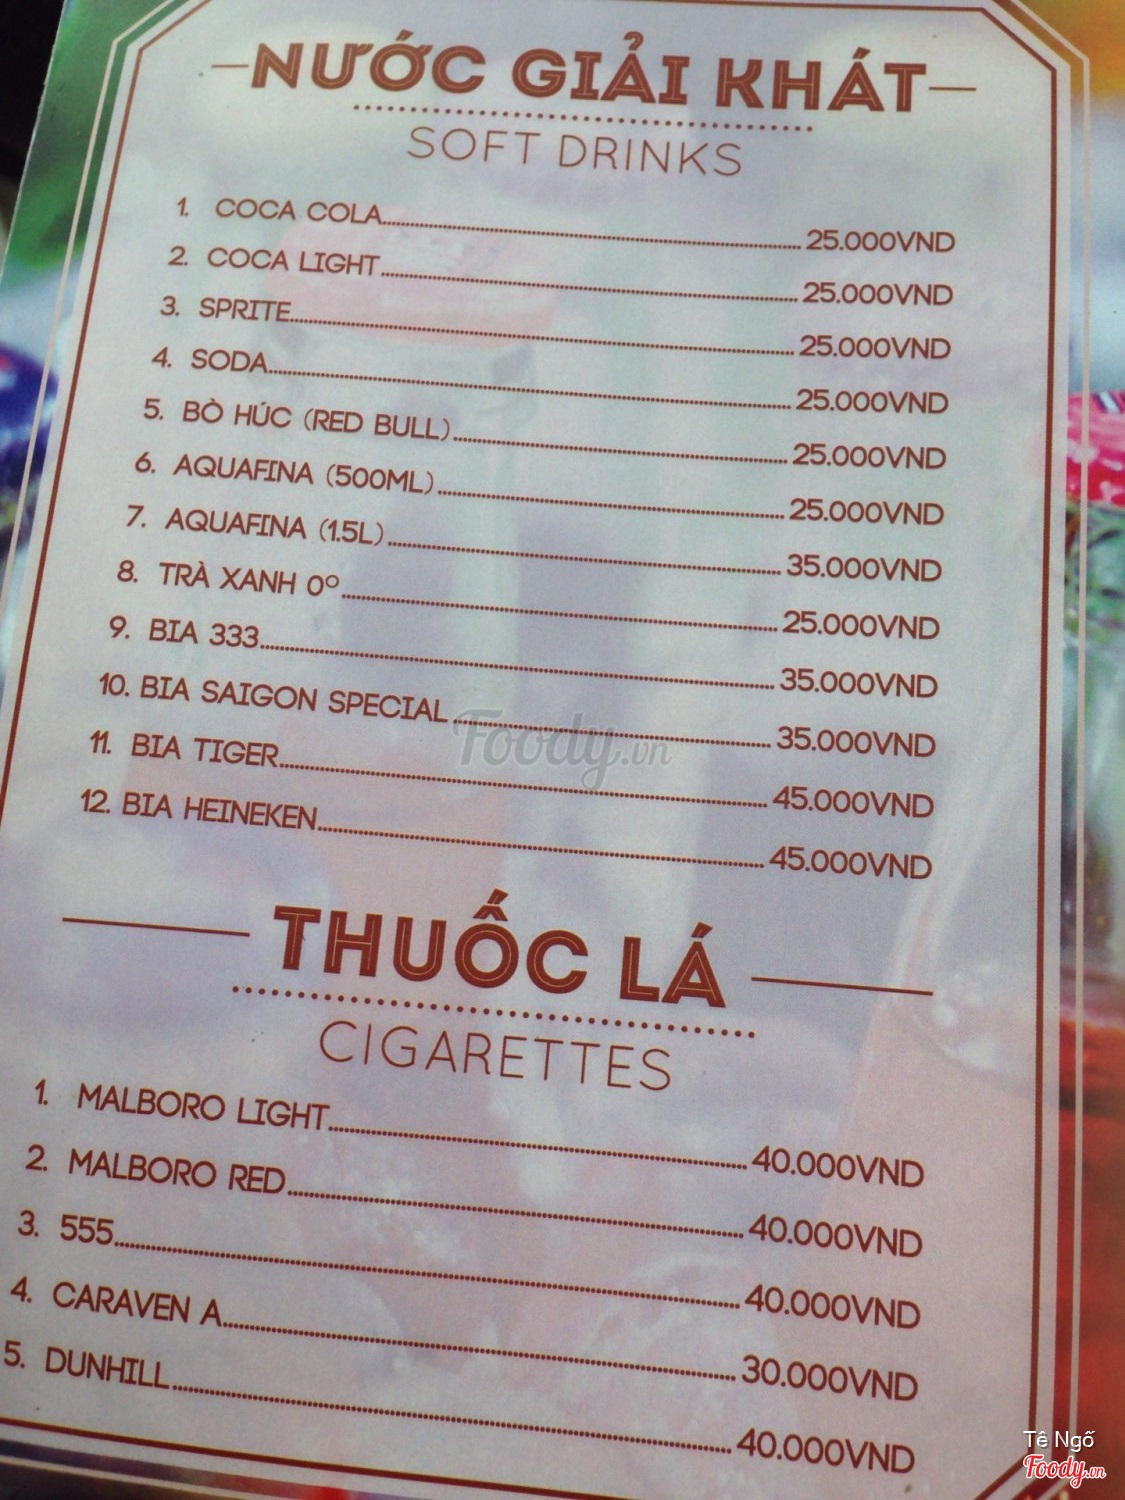 NƯỚC GIẢI KHÁT
SOFT DRINKS
1. COCA COLA 25.000VND
2. COCA LIGHT 25.000VND
3. SPRITE 25.000VND
4. SODA 25.000VND
5. BÒ HÚC (RED BULL) 25.000VND
6. AQUAFINA (500ML) 25.000VND
7. AQUAFINA (1.5L) 35.000VND
8. TRÀ XANH 0° 25.000VND
9. BIA 333 35.000VND
10. BIA SAIGON SPECIAL 35.000VND
11. BIA TIGER 45.000VND
12. BIA HEINEKEN 45.000VND
Foody.vn
THUỐC LÁ
CIGARETTES
1. MALBORO LIGHT 40.000VND
2. MALBORO RED 40.000VND
3. 555 40.000VND
4. CARAVEN A 30.000VND
5. DUNHILL 40.000VND
Tê Ngố
Foody.vn